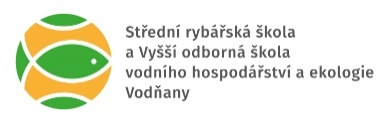 Střední rybářská škola
a Vyšší odborná škola
vodního hospodářství a ekologie
Vodňany